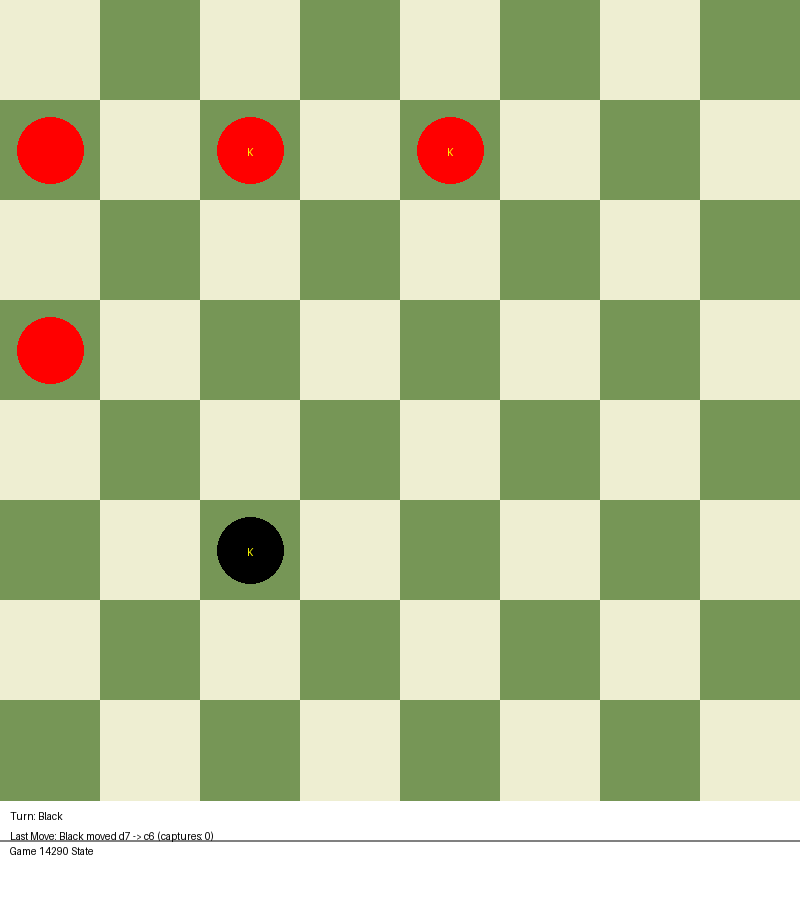 K
K
K
Turn: Black
Last Move: Black moved d7 -> c6 (captures: 0)
Game 14290 State